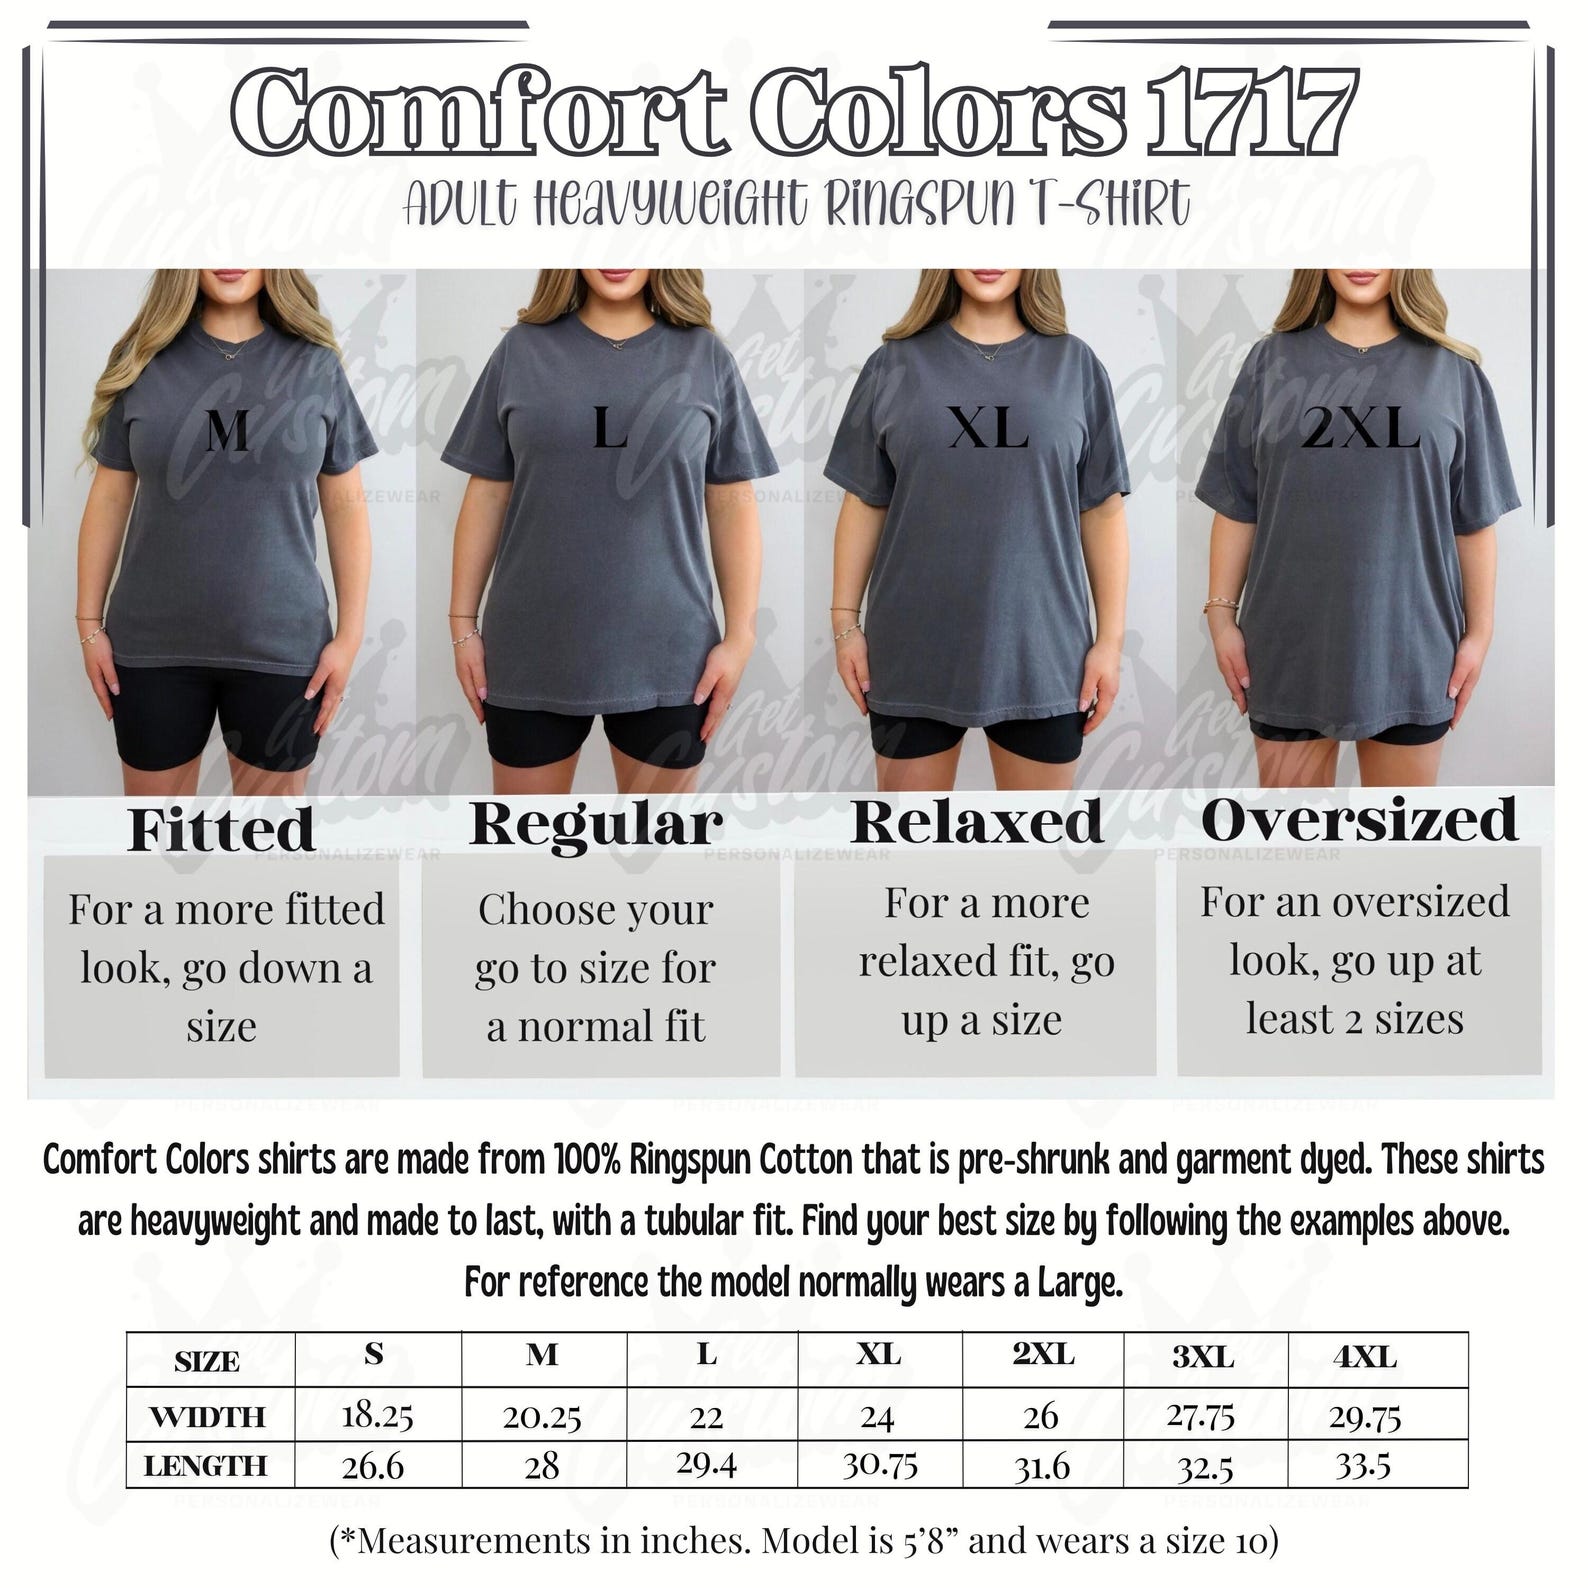 Comfort Colors 1717
ADULT HEAVYWEIGHT RINGSPUN T-SHIRT
M L XL 2XL
Fitted Regular Relaxed Oversized
For a more fitted
look, go down a
size
Choose your
go to size for
a normal fit
For a more
relaxed fit, go
up a size
For an oversized
look, go up at
least 2 sizes
Comfort Colors shirts are made from 100% Ringspun Cotton that is pre-shrunk and garment dyed. These shirts
are heavyweight and made to last, with a tubular fit. Find your best size by following the examples above.
For reference the model normally wears a Large.
SIZE S M L XL 2XL 3XL 4XL
WIDTH 18.25 20.25 22 24 26 27.75 29.75
LENGTH 26.6 28 29.4 30.75 31.6 32.5 33.5
(*Measurements in inches. Model is 5’8” and wears a size 10)
Get
Custom
PERSONALIZEWEAR